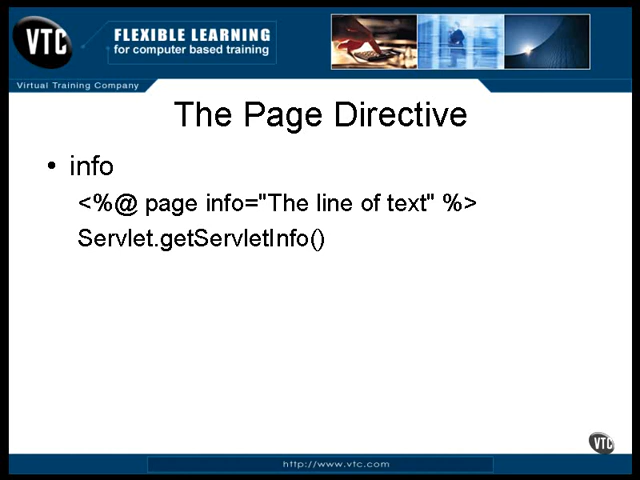 VTC
FLEXIBLE LEARNING
for computer based training
Virtual Training Company
The Page Directive
• info
<%@ page info="The line of text" %>
Servlet.getServletInfo()
VTC
http://www.vtc.com